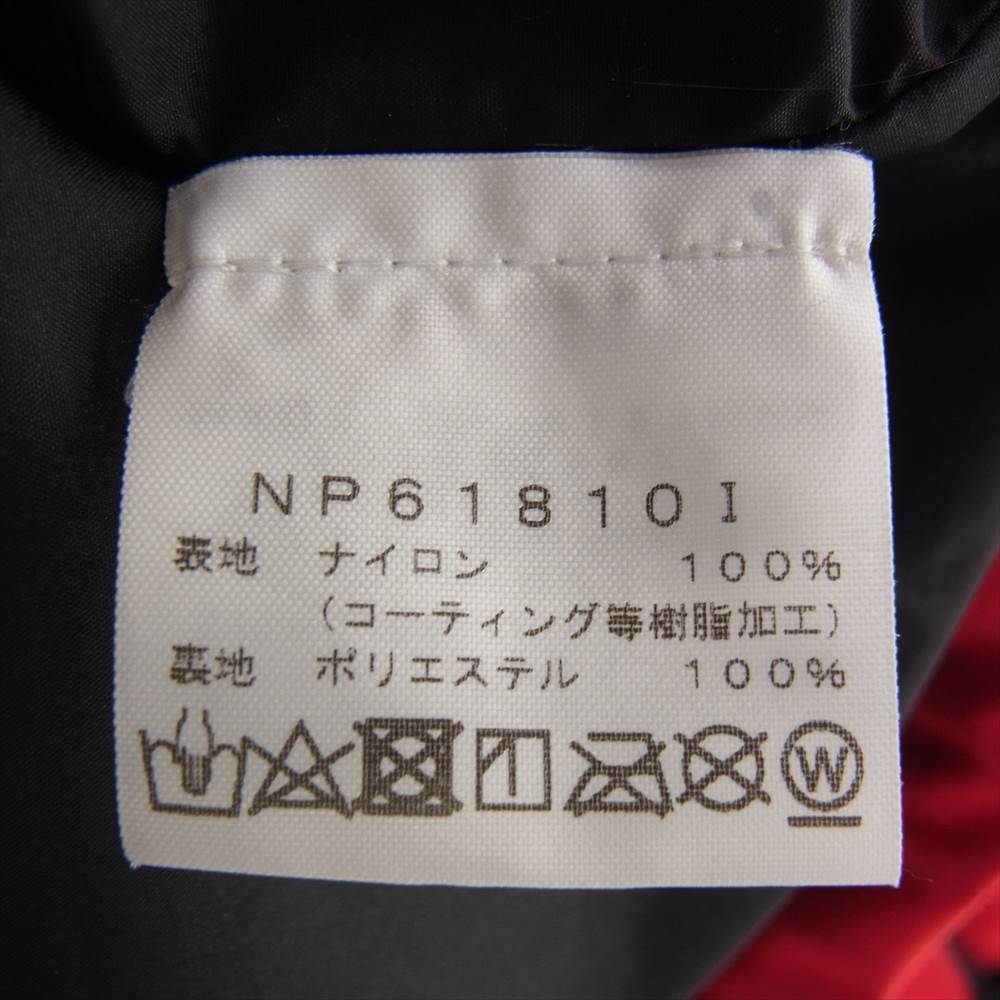 NP61810I
表地 ナイロン 100%
(コーティング等樹脂加工)
裏地 ポリエステル 100%
W